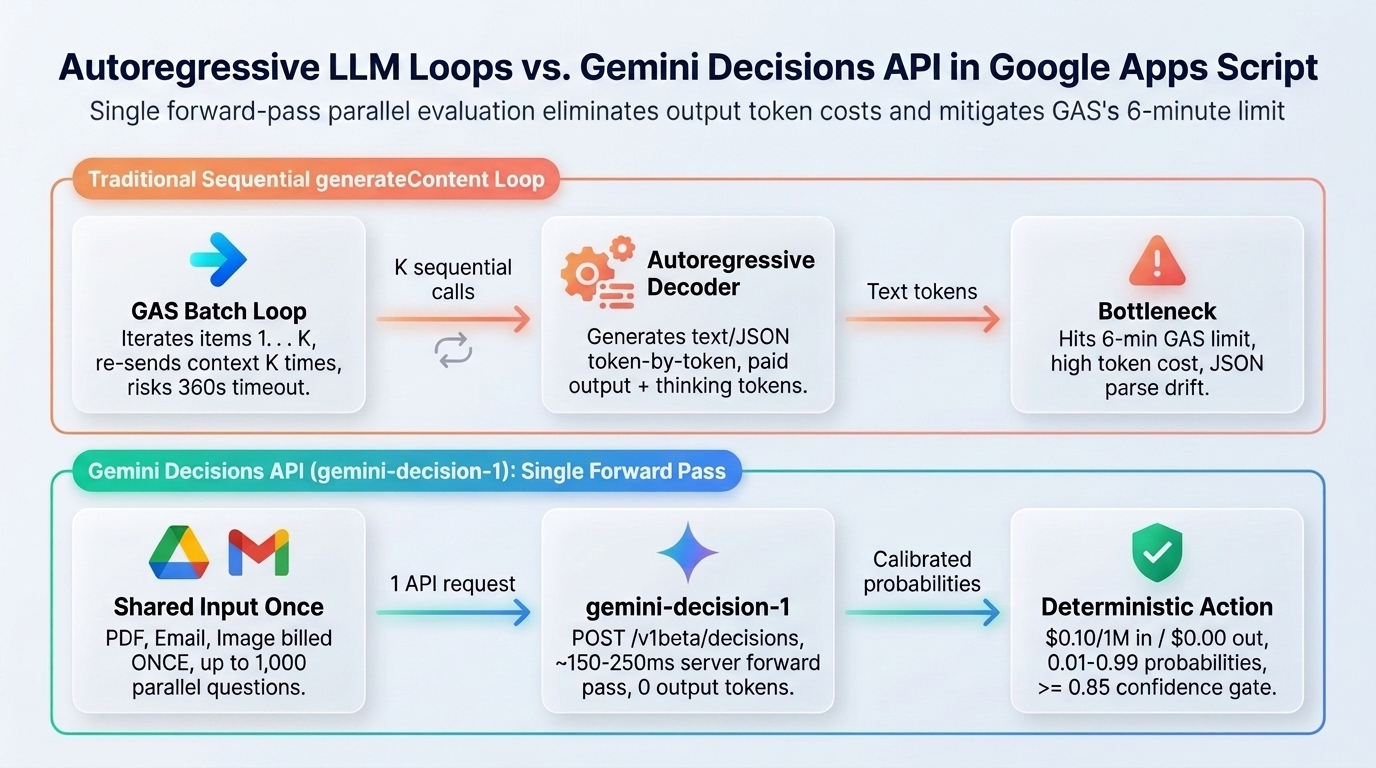 Autoregressive LLM Loops vs. Gemini Decisions API in Google Apps Script
Single forward-pass parallel evaluation eliminates output token costs and mitigates GAS's 6-minute limit
Traditional Sequential generateContent Loop
GAS Batch Loop
Iterates items 1. . . K,
re-sends context K times,
risks 360s timeout.
K sequential
calls
Autoregressive
Decoder
Generates text/JSON
token-by-token, paid
output + thinking tokens.
Text tokens
Bottleneck
Hits 6-min GAS limit,
high token cost, JSON
parse drift.
Gemini Decisions API (gemini-decision-1): Single Forward Pass
Shared Input Once
PDF, Email, Image billed
ONCE, up to 1,000
parallel questions.
1 API request
gemini-decision-1
POST /v1beta/decisions,
~150-250ms server forward
pass, 0 output tokens.
Calibrated
probabilities
Deterministic Action
$0.10/1M in / $0.00 out,
0.01-0.99 probabilities,
>= 0.85 confidence gate.